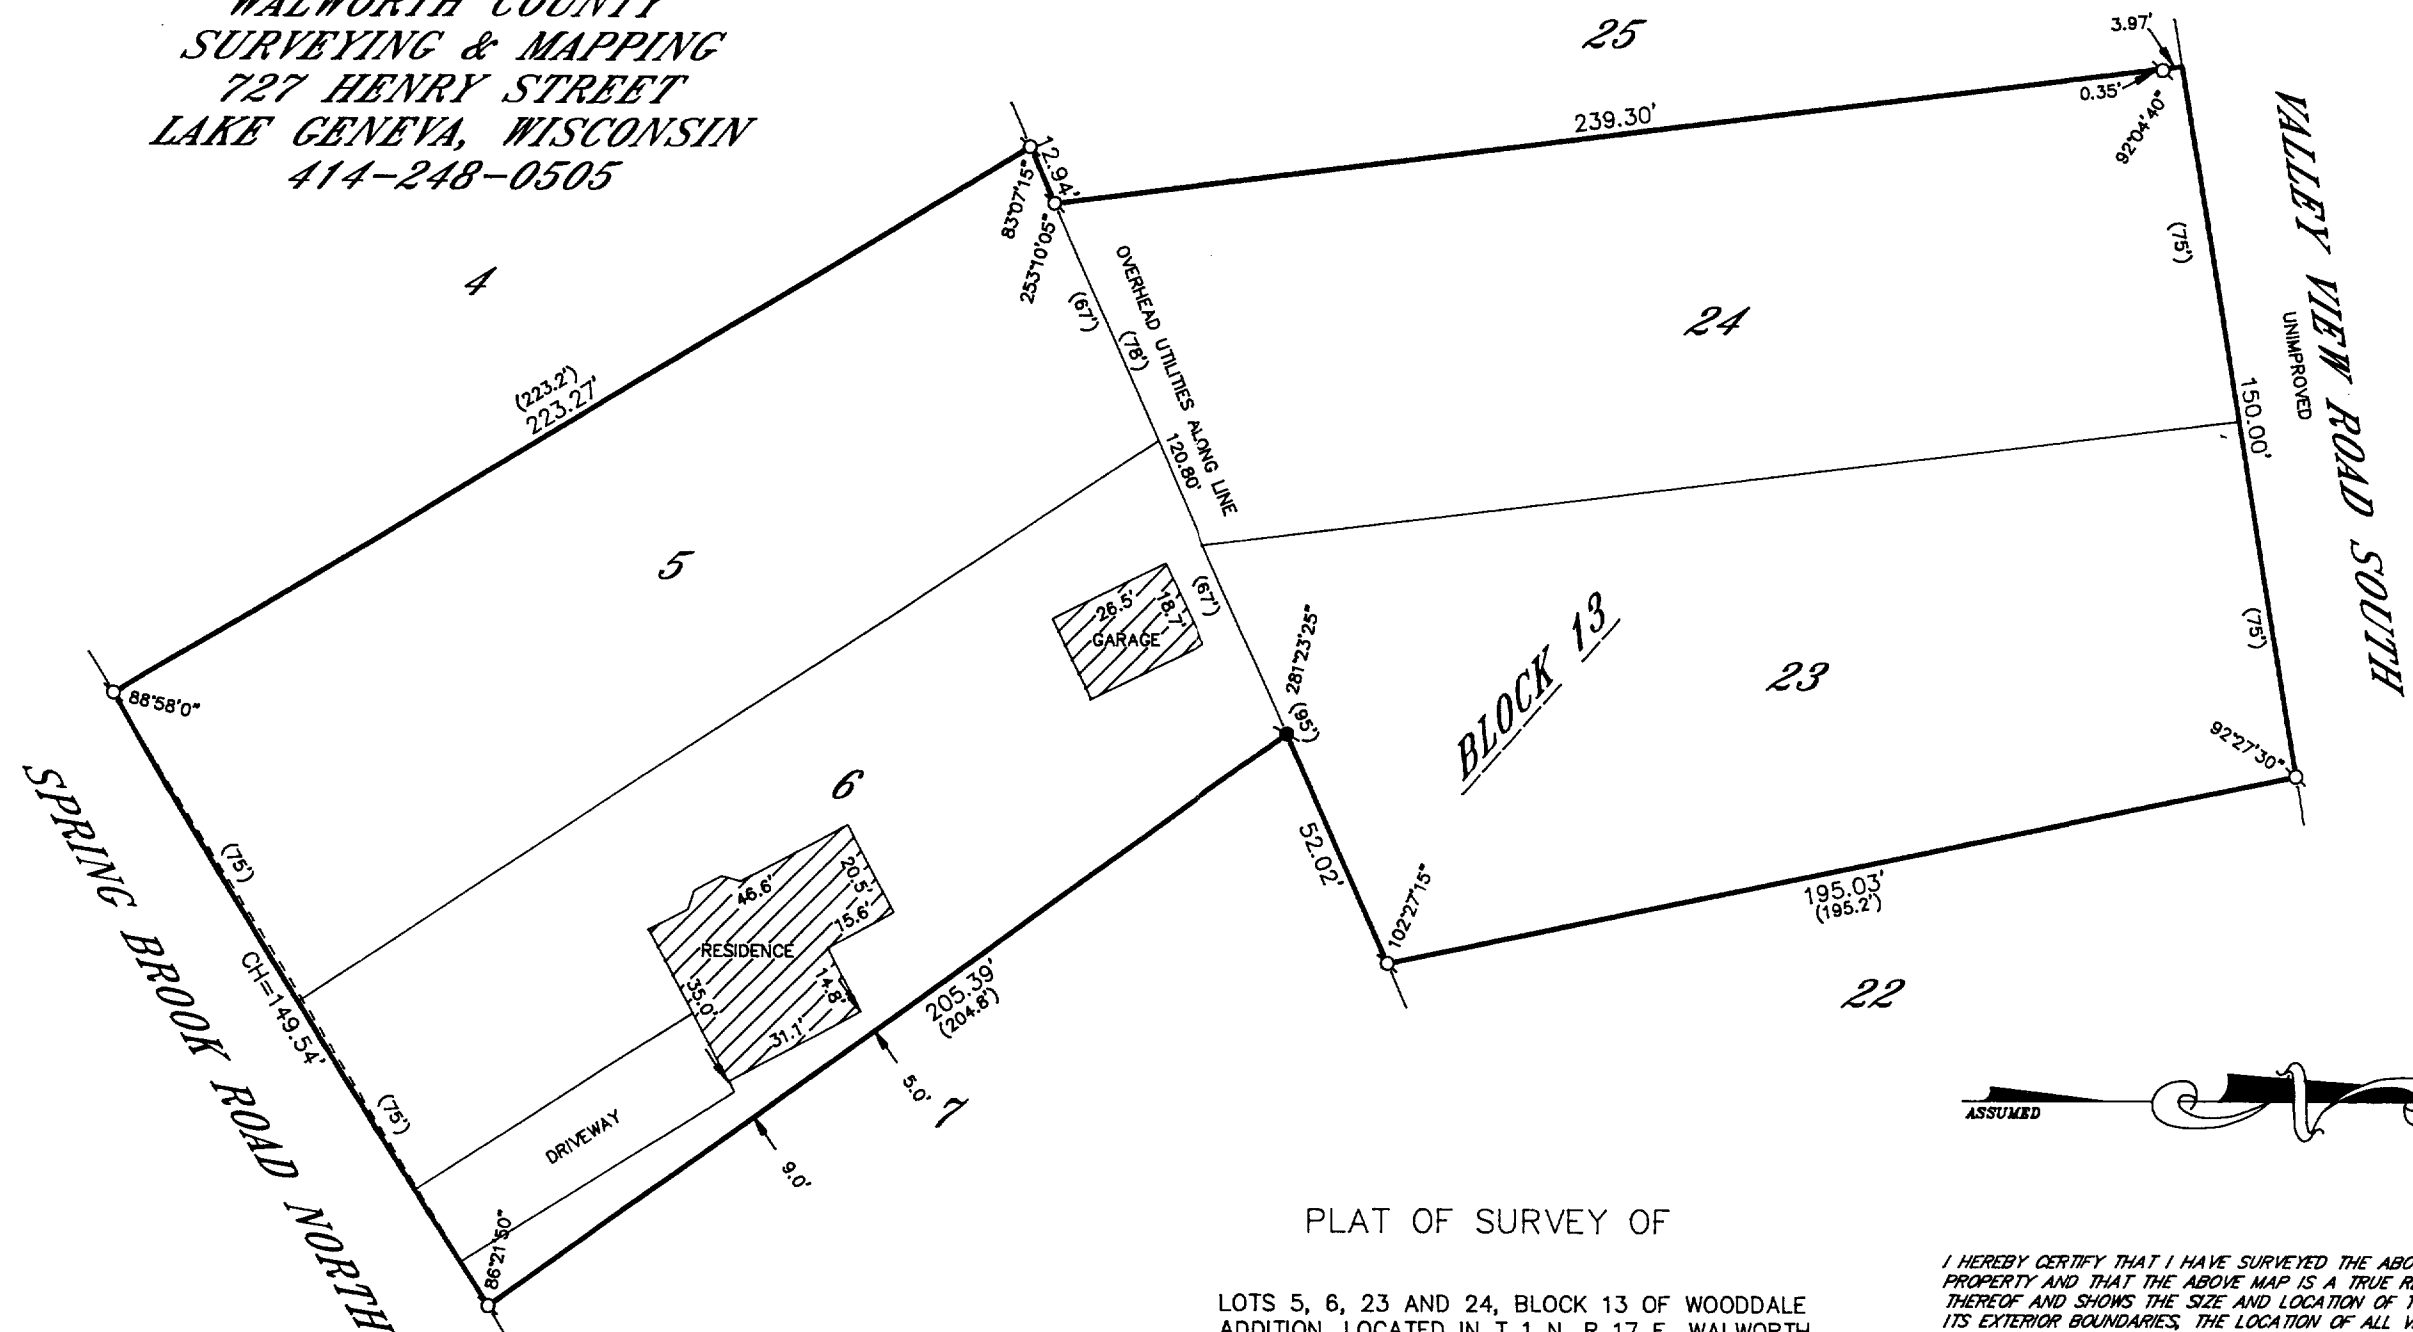 WALWORTH COUNTY
SURVEYING & MAPPING
727 HENRY STREET
LAKE GENEVA, WISCONSIN
414-248-0505
25
3.97'
0.35'
92°04'40"
239.30'
12.94'
83°07'15"
253°10'05"
VALLEY VIEW ROAD SOUTH
UNIMPROVED
(75')
150.00'
(75')
4
(223.2')
223.27'
OVERHEAD UTILITIES ALONG LINE
(67')
(78')
120.80'
24
5
26.5'
18.7'
GARAGE
(67')
281°23'25"
(95')
BLOCK 13
23
92°27'30"
88°58'0"
6
SPRING BROOK ROAD NORTH
(75')
CH=149.54'
(75')
46.6'
20.5'
15.6'
RESIDENCE
35.0'
14.8'
31.1'
52.02'
102°27'15"
195.03'
(195.2')
22
205.39'
(204.8')
5.0'
7
9.0'
DRIVEWAY
86°21'50"
ASSUMED
N
PLAT OF SURVEY OF
LOTS 5, 6, 23 AND 24, BLOCK 13 OF WOODDALE
ADDITION, LOCATED IN T 1 N, R 17 E, WALWORTH
I HEREBY CERTIFY THAT I HAVE SURVEYED THE ABO
PROPERTY AND THAT THE ABOVE MAP IS A TRUE R
THEREOF AND SHOWS THE SIZE AND LOCATION OF T
ITS EXTERIOR BOUNDARIES, THE LOCATION OF ALL V